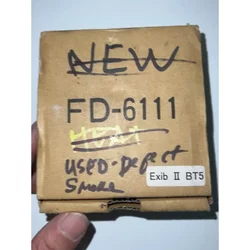 NEW
FD-6111
USED-Defect
Smoke
Exib II BT5